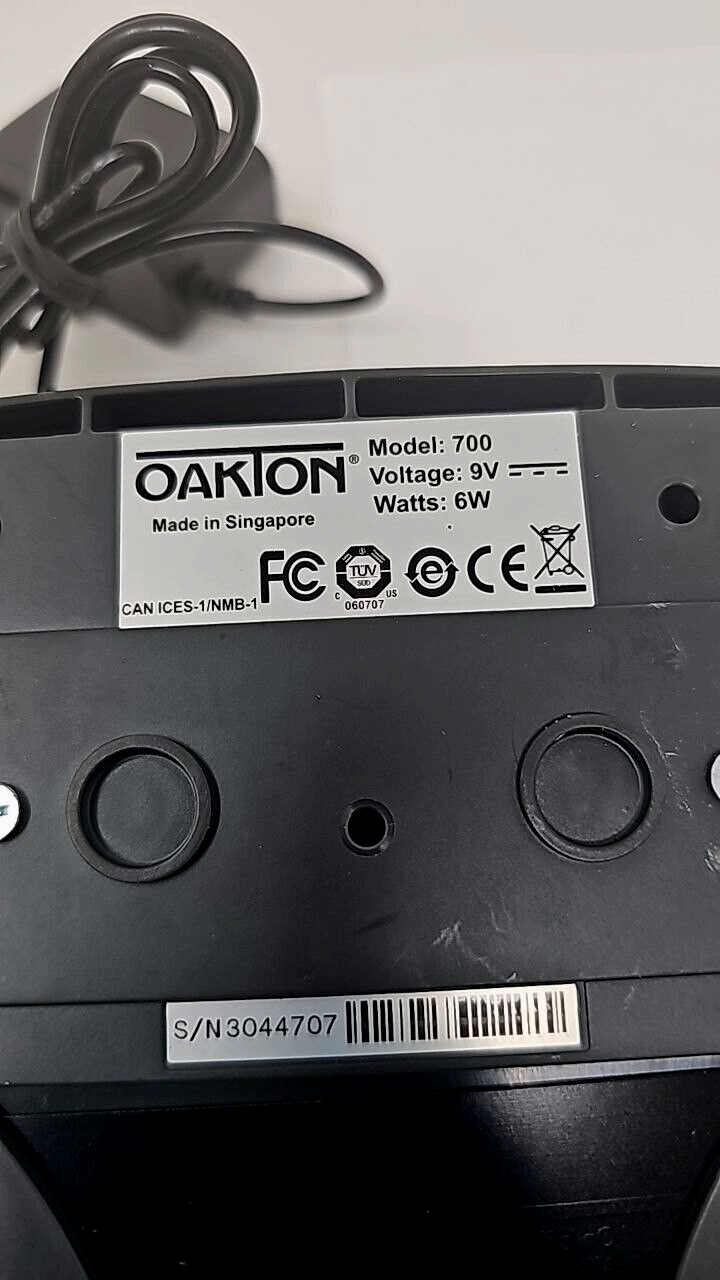 OAKTON®
Model: 700
Voltage: 9V
Watts: 6W
Made in Singapore
CAN ICES-1/NMB-1
FC
TÜV
SÜD
C US
060707
e
CE
S/N3044707